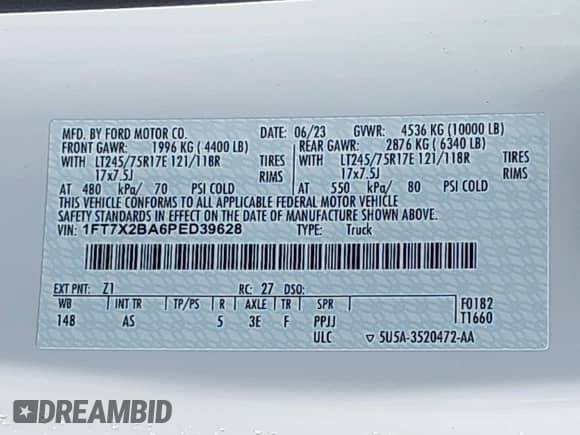 MFD. BY FORD MOTOR CO. DATE: 06/23 GVWR: 4536 KG (10000 LB)
FRONT GAWR: 1996 KG ( 4400 LB) REAR GAWR: 2876 KG ( 6340 LB)
WITH LT245/75R17E 121/118R TIRES WITH LT245/75R17E 121/118R TIRES
17x7.5J RIMS 17x7.5J RIMS
AT 480 kPa/ 70 PSI COLD AT 550 kPa/ 80 PSI COLD
THIS VEHICLE CONFORMS TO ALL APPLICABLE FEDERAL MOTOR VEHICLE
SAFETY STANDARDS IN EFFECT ON THE DATE OF MANUFACTURE SHOWN ABOVE.
VIN: 1FT7X2BA6PED39628 TYPE: Truck
EXT PNT: Z1 RC: 27 DSO:
WB INT TR TP/PS R AXLE TR SPR F0182
148 AS 5 3E F PPJJ T1660
ULC 5U5A-3520472-AA
DREAMBID